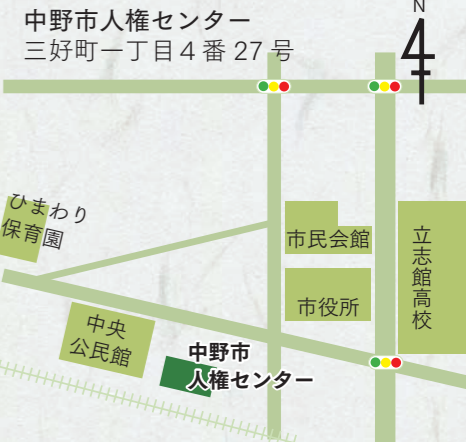 中野市人権センター
三好町一丁目4番 27 号
N
ひまわり
保育園
市民会館
立志館高校
市役所
中央
公民館
中野市
人権センター